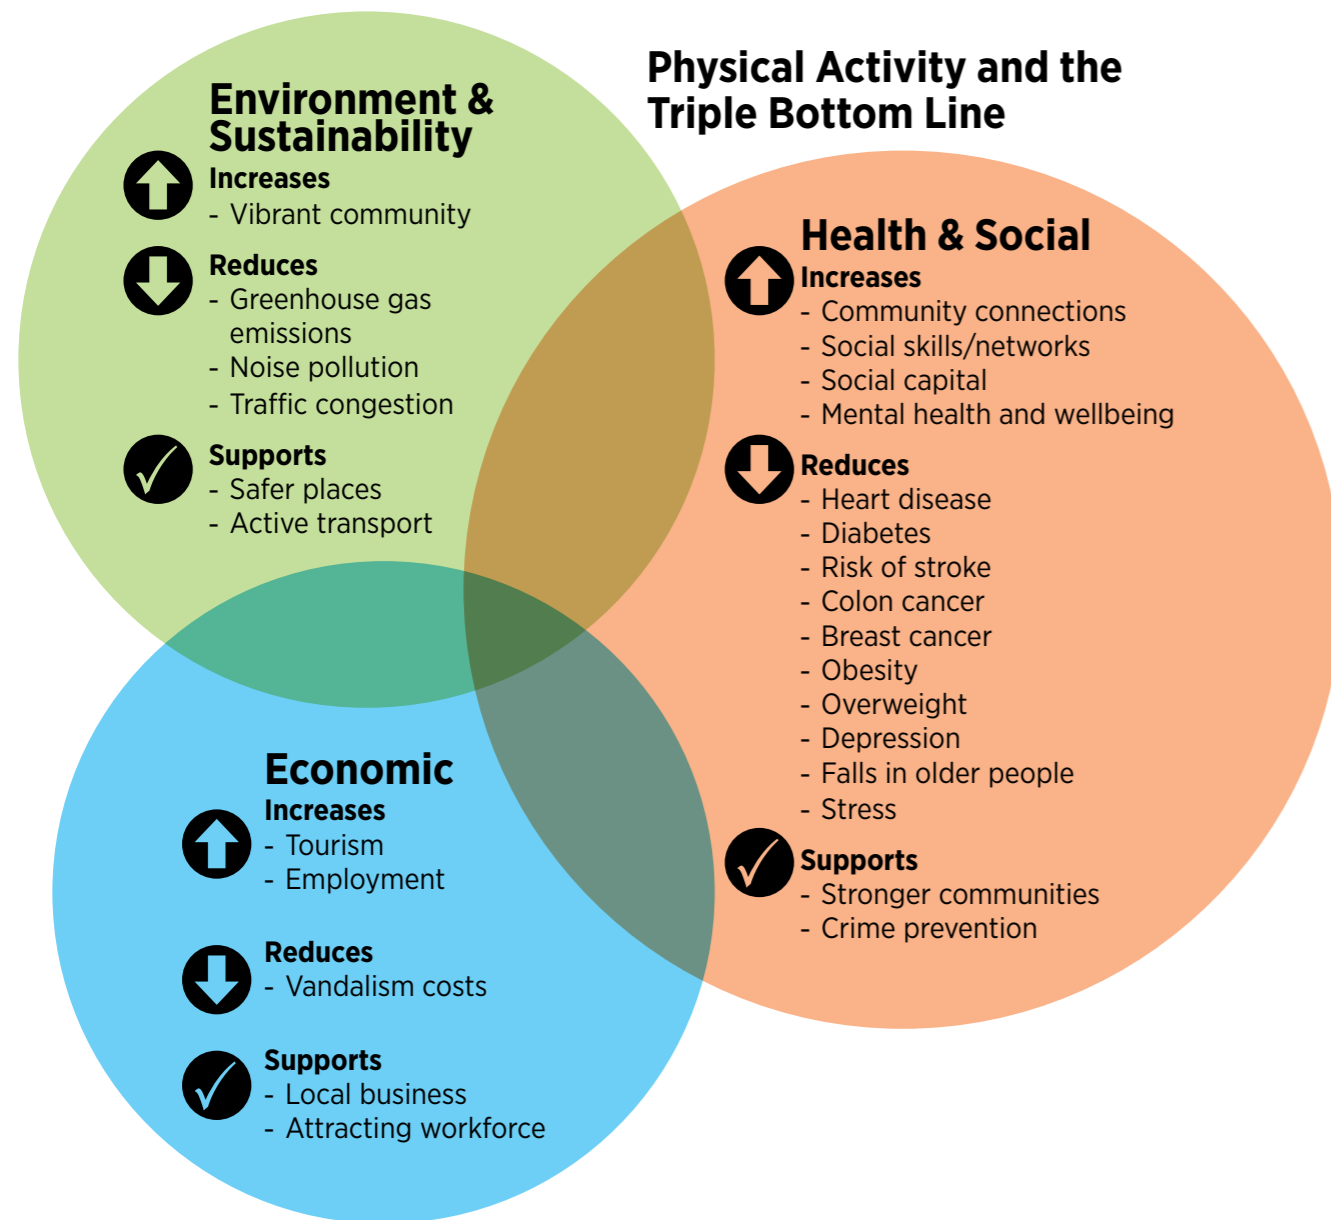 Physical Activity and the
Triple Bottom Line
Environment &
Sustainability
Increases
- Vibrant community
Reduces
- Greenhouse gas
emissions
- Noise pollution
- Traffic congestion
Supports
- Safer places
- Active transport
Health & Social
Increases
- Community connections
- Social skills/networks
- Social capital
- Mental health and wellbeing
Reduces
- Heart disease
- Diabetes
- Risk of stroke
- Colon cancer
- Breast cancer
- Obesity
- Overweight
- Depression
- Falls in older people
- Stress
Supports
- Stronger communities
- Crime prevention
Economic
Increases
- Tourism
- Employment
Reduces
- Vandalism costs
Supports
- Local business
- Attracting workforce